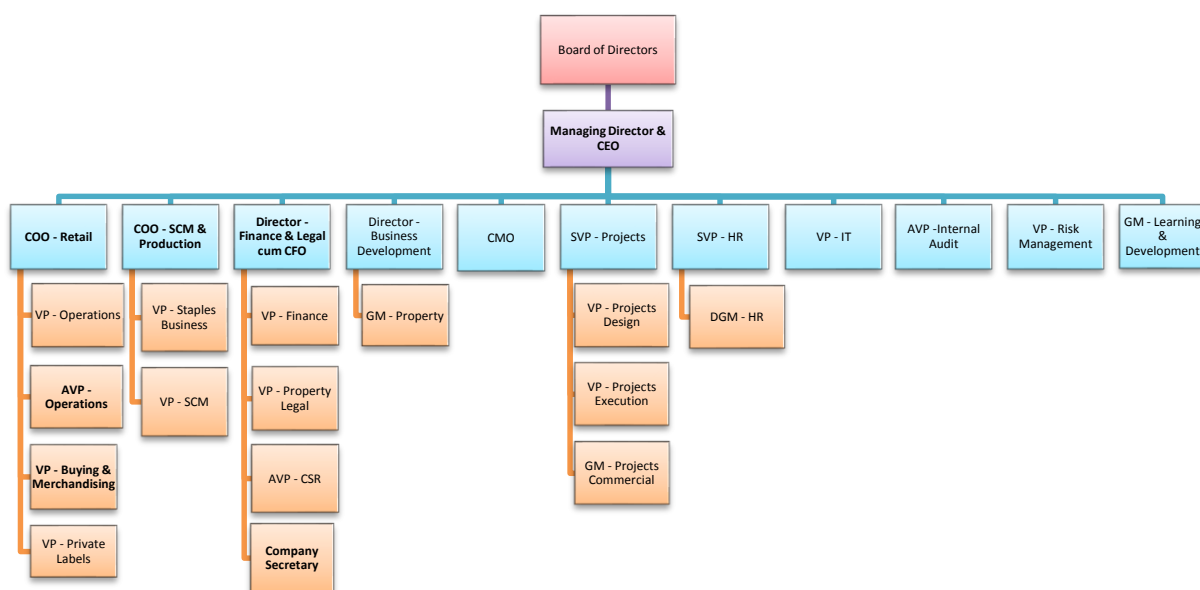 Board of Directors
Managing Director &
CEO
COO - Retail
COO - SCM &
Production
Director -
Finance & Legal
cum CFO
Director -
Business
Development
CMO
SVP - Projects
SVP - HR
VP - IT
AVP -Internal
Audit
VP - Risk
Management
GM - Learning
&
Development
VP - Operations
AVP -
Operations
VP - Buying &
Merchandising
VP - Private
Labels
VP - Staples
Business
VP - SCM
VP - Finance
VP - Property
Legal
AVP - CSR
Company
Secretary
GM - Property
VP - Projects
Design
VP - Projects
Execution
GM - Projects
Commercial
DGM - HR